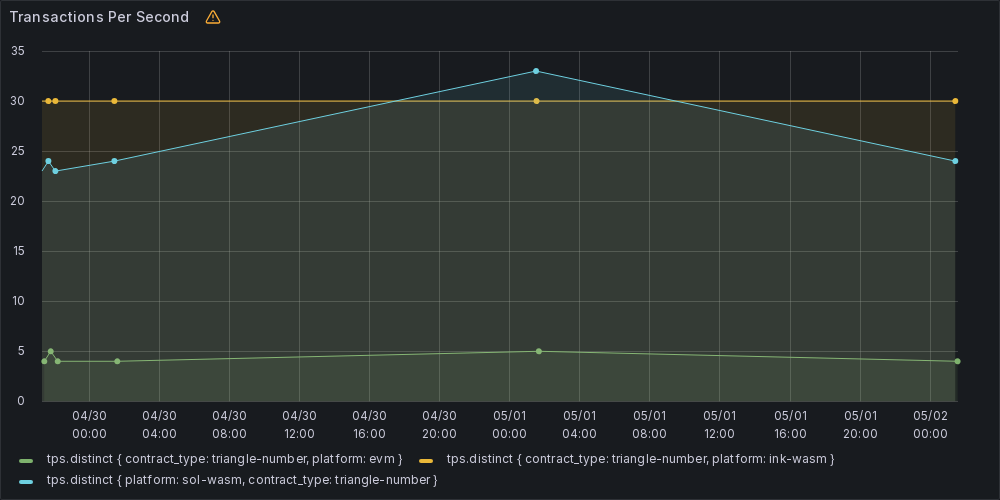 Transactions Per Second
35
30
25
20
15
10
5
0
04/30 04/30 04/30 04/30 04/30 04/30 05/01 05/01 05/01 05/01 05/01 05/01 05/02
00:00 04:00 08:00 12:00 16:00 20:00 00:00 04:00 08:00 12:00 16:00 20:00 00:00
tps.distinct { contract_type: triangle-number, platform: evm } tps.distinct { contract_type: triangle-number, platform: ink-wasm }
tps.distinct { platform: sol-wasm, contract_type: triangle-number }